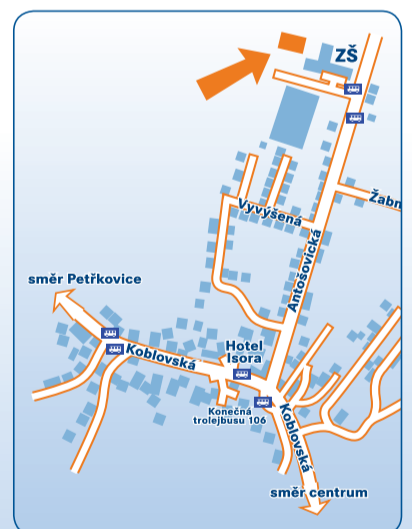 ZŠ
Žabn
Vyvýšená
Antošovická
směr Petřkovice
Koblovská
Hotel
Isora
Konečná
trolejbusu 106
Koblovská
směr centrum